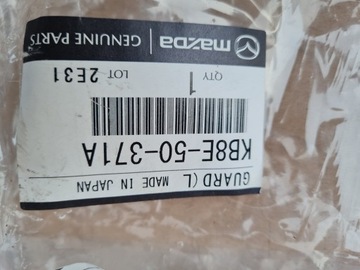 GUARD(L MADE IN JAPAN
KB8E-50-371A
QTY 1 LOT 2E31
mazda GENUINE PARTS